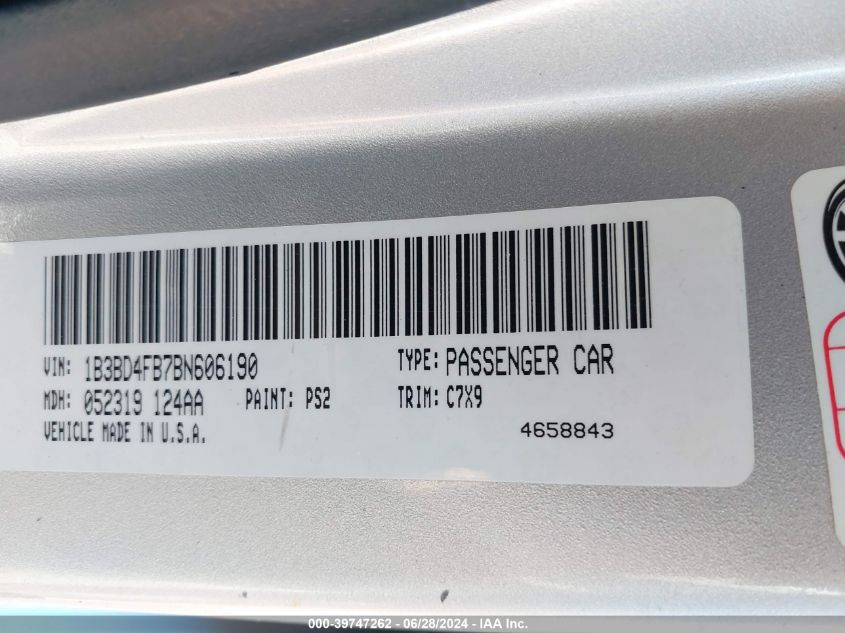 VIN: 1B3BD4FB7BN606190 TYPE: PASSENGER CAR
MDH: 052319 124AA PAINT: PS2 TRIM: C7X9
VEHICLE MADE IN U.S.A. 4658843
000-39747262 - 06/28/2024 - IAA Inc.